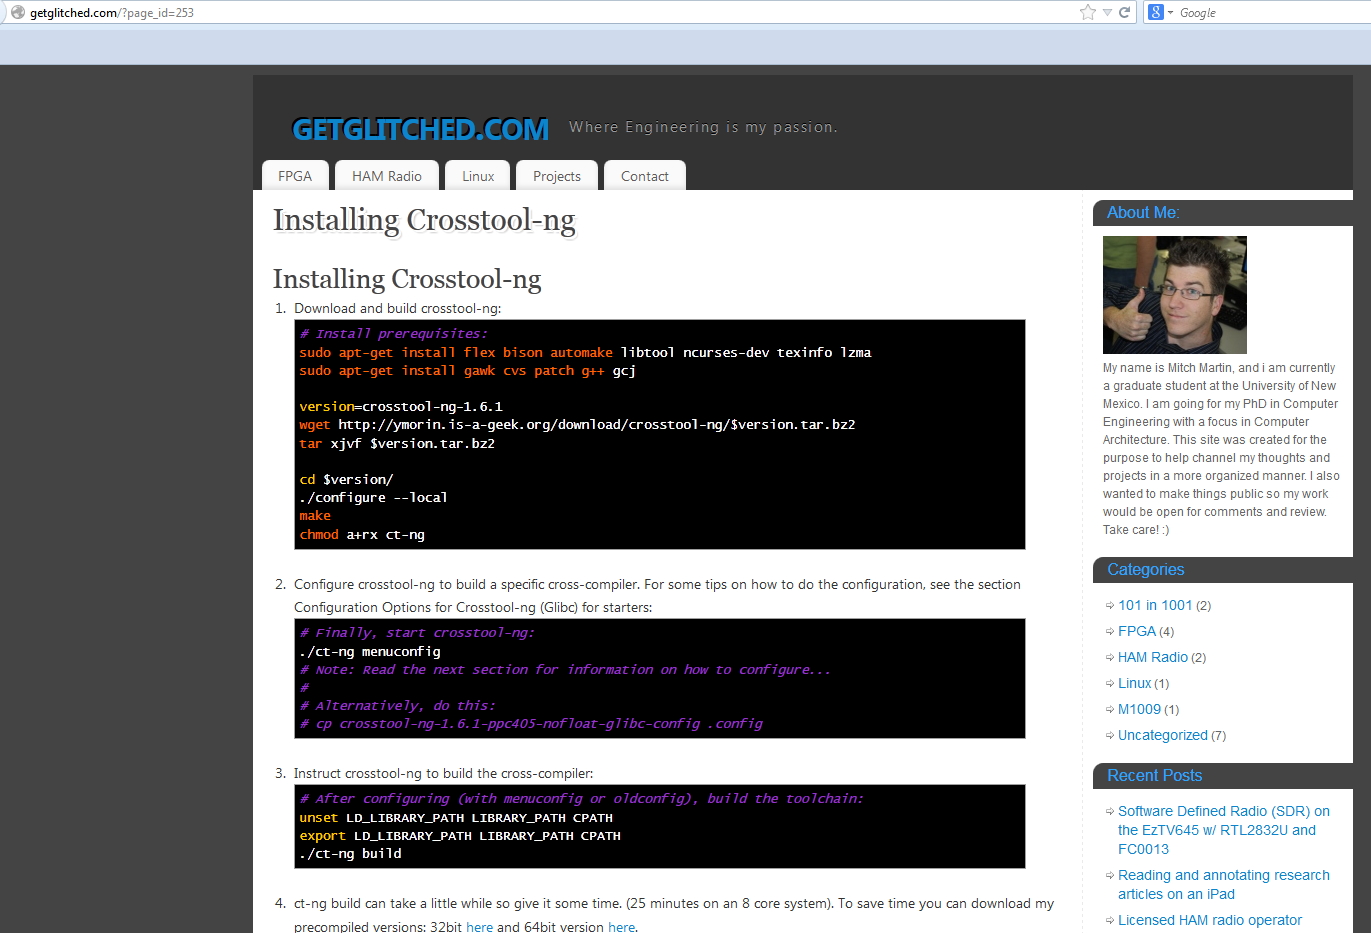 getglitched.com/?page_id=253
8 Google
GETGLITCHED.COM Where Engineering is my passion.
FPGA HAM Radio Linux Projects Contact
Installing Crosstool-ng
Installing Crosstool-ng
1. Download and build crosstool-ng:
# Install prerequisites:
sudo apt-get install flex bison automake libtool ncurses-dev texinfo lzma
sudo apt-get install gawk cvs patch g++ gcj
version=crosstool-ng-1.6.1
wget http://ymorin.is-a-geek.org/download/crosstool-ng/$version.tar.bz2
tar xjvf $version.tar.bz2
cd $version/
./configure --local
make
chmod a+rx ct-ng
2. Configure crosstool-ng to build a specific cross-compiler. For some tips on how to do the configuration, see the section
Configuration Options for Crosstool-ng (Glibc) for starters:
# Finally, start crosstool-ng:
./ct-ng menuconfig
# Note: Read the next section for information on how to configure...
#
# Alternatively, do this:
# cp crosstool-ng-1.6.1-ppc405-nofloat-glibc-config .config
3. Instruct crosstool-ng to build the cross-compiler:
# After configuring (with menuconfig or oldconfig), build the toolchain:
unset LD_LIBRARY_PATH LIBRARY_PATH CPATH
export LD_LIBRARY_PATH LIBRARY_PATH CPATH
./ct-ng build
4. ct-ng build can take a little while so give it some time. (25 minutes on an 8 core system). To save time you can download my
precompiled versions: 32bit here and 64bit version here.
About Me:
My name is Mitch Martin, and i am currently
a graduate student at the University of New
Mexico. I am going for my PhD in Computer
Engineering with a focus in Computer
Architecture. This site was created for the
purpose to help channel my thoughts and
projects in a more organized manner. I also
wanted to make things public so my work
would be open for comments and review.
Take care! :)
Categories
101 in 1001 (2)
FPGA (4)
HAM Radio (2)
Linux (1)
M1009 (1)
Uncategorized (7)
Recent Posts
Software Defined Radio (SDR) on
the EzTV645 w/ RTL2832U and
FC0013
Reading and annotating research
articles on an iPad
Licensed HAM radio operator